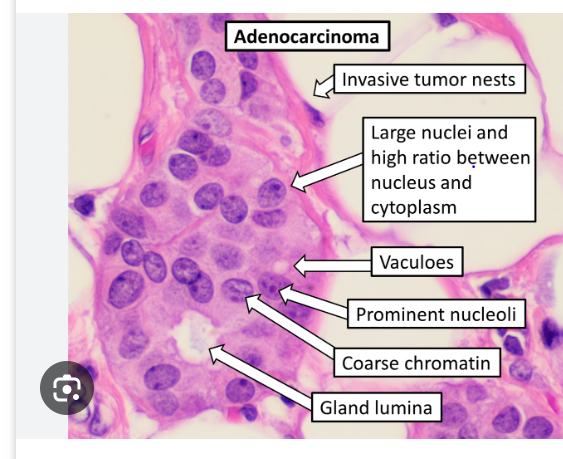 Adenocarcinoma
Invasive tumor nests
Large nuclei and
high ratio between
nucleus and
cytoplasm
Vaculoes
Prominent nucleoli
Coarse chromatin
Gland lumina